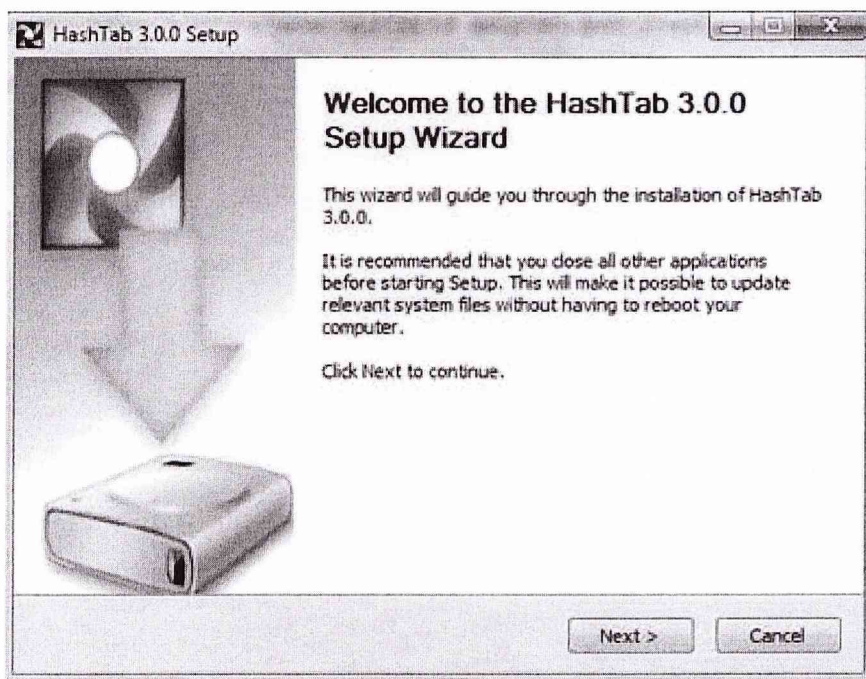 HashTab 3.0.0 Setup
Welcome to the HashTab 3.0.0
Setup Wizard
This wizard will guide you through the installation of HashTab
3.0.0.
It is recommended that you close all other applications
before starting Setup. This will make it possible to update
relevant system files without having to reboot your
computer.
Click Next to continue.
Next >
Cancel